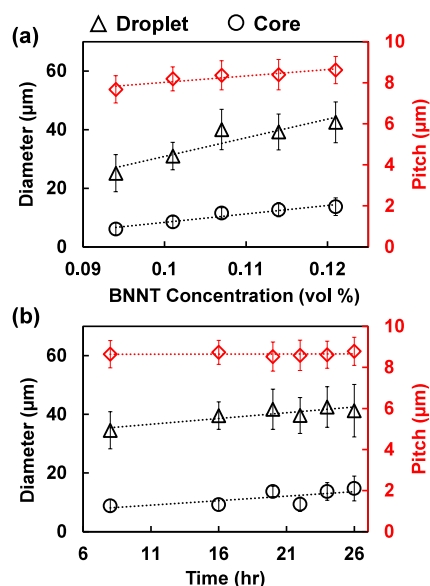 (a) Droplet Core
60
40
20
0
Diameter (µm)
8
6
4
2
0
Pitch (µm)
0.09 0.1 0.11 0.12
BNNT Concentration (vol %)
(b)
60
40
20
0
Diameter (µm)
10
8
6
4
2
0
Pitch (µm)
6 11 16 21 26
Time (hr)